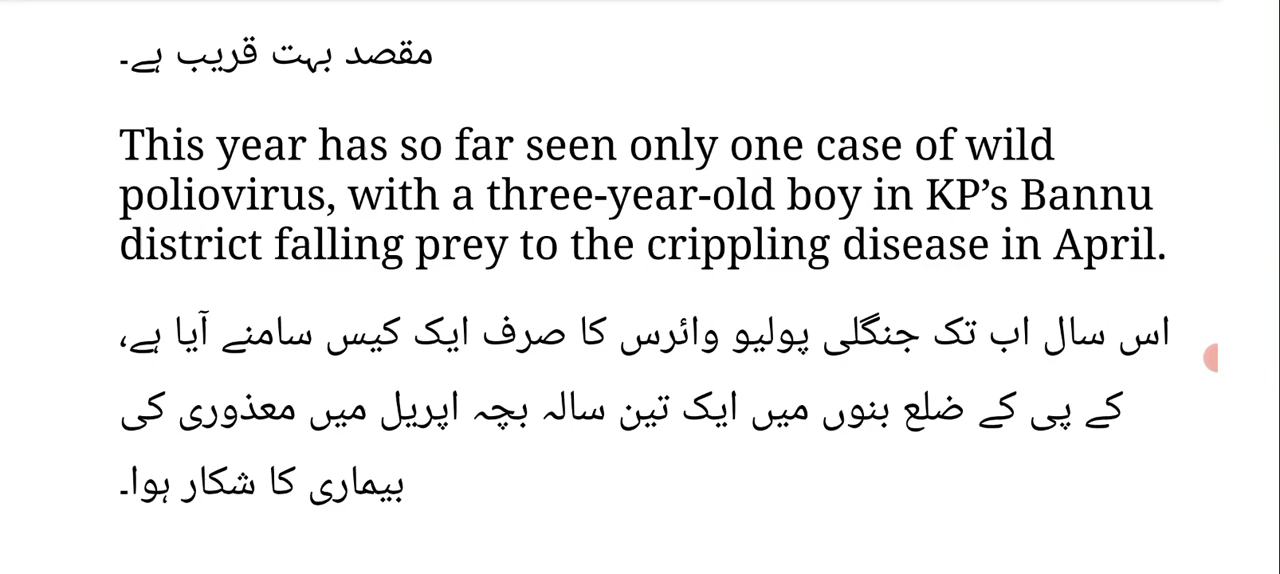 مقصد بہت قریب ہے۔
This year has so far seen only one case of wild
poliovirus, with a three-year-old boy in KP’s Bannu
district falling prey to the crippling disease in April.
اس سال اب تک جنگلی پولیو وائرس کا صرف ایک کیس سامنے آیا ہے،
کے پی کے ضلع بنوں میں ایک تین سالہ بچہ اپریل میں معذوری کی
بیماری کا شکار ہوا۔